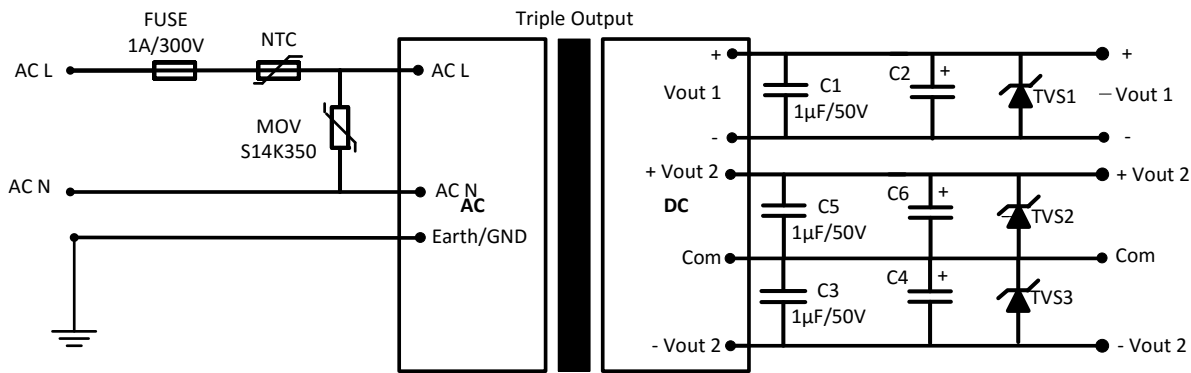 Triple Output
FUSE
1A/300V
NTC
AC L
AC L
MOV
S14K350
AC N
AC N
AC
Earth/GND
+
Vout 1
-
+ Vout 2
DC
Com
- Vout 2
C1
1µF/50V
C2
+
TVS1
+
Vout 1
-
C5
1µF/50V
C6
+
TVS2
+ Vout 2
Com
C3
1µF/50V
C4
+
TVS3
- Vout 2